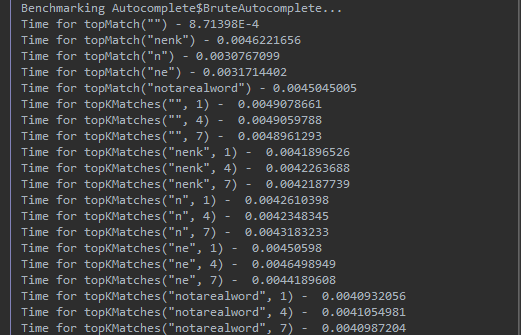 Benchmarking Autocomplete$BruteAutocomplete...
Time for topMatch("") - 8.71398E-4
Time for topMatch("nenk") - 0.0046221656
Time for topMatch("n") - 0.0030767099
Time for topMatch("ne") - 0.0031714402
Time for topMatch("notarealword") - 0.0045045005
Time for topKMatches("", 1) -  0.0049078661
Time for topKMatches("", 4) -  0.0049059788
Time for topKMatches("", 7) -  0.0048961293
Time for topKMatches("nenk", 1) -  0.0041896526
Time for topKMatches("nenk", 4) -  0.0042263688
Time for topKMatches("nenk", 7) -  0.0042187739
Time for topKMatches("n", 1) -  0.0042610398
Time for topKMatches("n", 4) -  0.0042348345
Time for topKMatches("n", 7) -  0.0043183233
Time for topKMatches("ne", 1) -  0.00450598
Time for topKMatches("ne", 4) -  0.0046498949
Time for topKMatches("ne", 7) -  0.0044189608
Time for topKMatches("notarealword", 1) -  0.0040932056
Time for topKMatches("notarealword", 4) -  0.0041054981
Time for topKMatches("notarealword", 7) -  0.0040987204